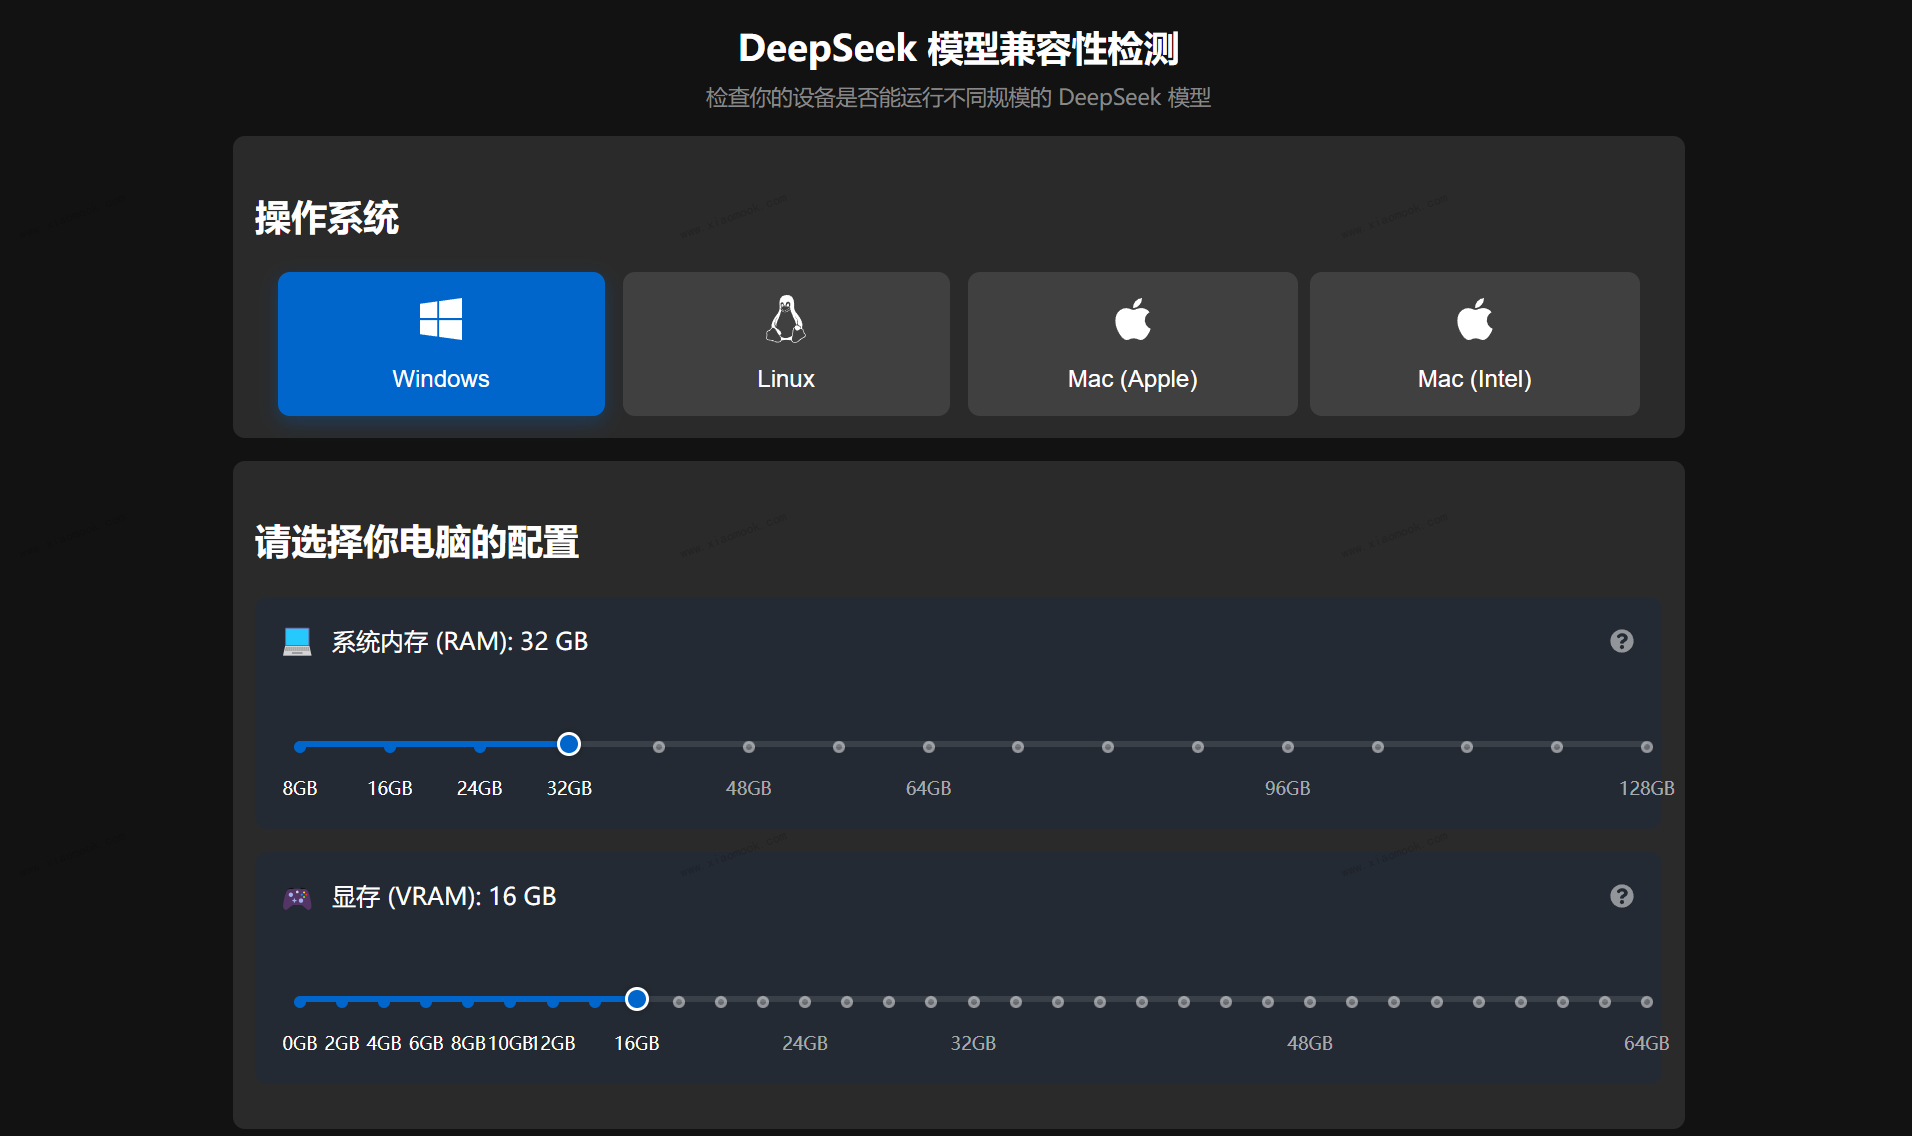 DeepSeek 模型兼容性检测
检查你的设备是否能运行不同规模的 DeepSeek 模型
操作系统
Windows
Linux
Mac (Apple)
Mac (Intel)
请选择你电脑的配置
系统内存 (RAM): 32 GB
8GB 16GB 24GB 32GB 48GB 64GB 96GB 128GB
显存 (VRAM): 16 GB
0GB 2GB 4GB 6GB 8GB 10GB 12GB 16GB 24GB 32GB 48GB 64GB